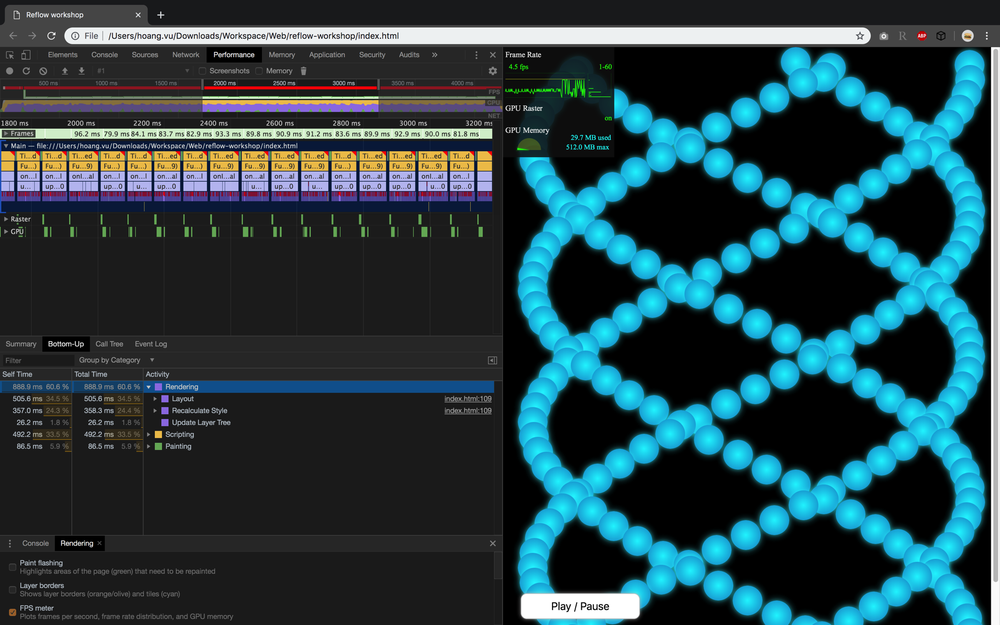 Reflow workshop
File /Users/hoang.vu/Downloads/Workspace/Web/reflow-workshop/index.html
R ABP
Elements Console Sources Network Performance Memory Application Security Audits »
#1 Screenshots Memory
500 ms 1000 ms 1500 ms 2000 ms 2500 ms 3000 ms 3500 ms 4000 ms
FPS
CPU
NET
1800 ms 2000 ms 2200 ms 2400 ms 2600 ms 2800 ms 3000 ms 3200 ms
Frames 96.2 ms 79.9 ms 84.1 ms 83.7 ms 82.9 ms 93.3 ms 89.8 ms 90.9 ms 91.2 ms 83.6 ms 89.9 ms 92.9 ms 90.0 ms 81.8 ms
Main — file:///Users/hoang.vu/Downloads/Workspace/Web/reflow-workshop/index.html
Ti...d Ti...d Ti...ed Ti...d Ti...d Ti...ed Ti...d Ti...ed Ti...ed Ti...ed Ti...ed Ti...d Ti...ed Ti...ed Ti...ed Ti...d
Fu...) Fu...) Fu...9) Fu...) Fu...) Fu...9) Fu...) Fu...9) Fu...9) Fu...9) Fu...9) Fu...) Fu...9) Fu...9) Fu...9) Fu...)
on...l on...l onl...al on...l on...l on...al on...l on...al on...al on...al on...al on...l on...al on...al onl...al on...l
u... up...0 up...0 u... up...0 u... u... u... up...0 up...0 up...0 u...0 up...0
Raster
GPU
Summary Bottom-Up Call Tree Event Log
Filter Group by Category
Self Time Total Time Activity
888.9 ms 60.6 % 888.9 ms 60.6 % Rendering
505.6 ms 34.5 % 505.6 ms 34.5 % Layout index.html:109
357.0 ms 24.3 % 358.3 ms 24.4 % Recalculate Style index.html:109
26.2 ms 1.8 % 26.2 ms 1.8 % Update Layer Tree
492.2 ms 33.5 % 492.2 ms 33.5 % Scripting
86.5 ms 5.9 % 86.5 ms 5.9 % Painting
Console Rendering
Paint flashing
Highlights areas of the page (green) that need to be repainted
Layer borders
Shows layer borders (orange/olive) and tiles (cyan)
FPS meter
Plots frames per second, frame rate distribution, and GPU memory
Frame Rate
4.5 fps 1-60
GPU Raster
on
GPU Memory
29.7 MB used
512.0 MB max
Play / Pause